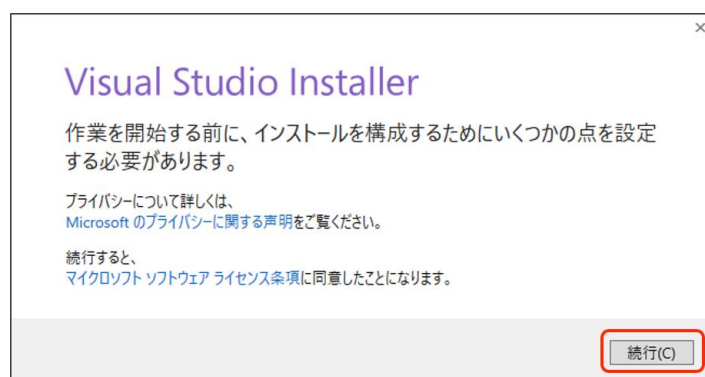 Visual Studio Installer
作業を開始する前に、インストールを構成するためにいくつかの点を設定
する必要があります。
プライバシーについて詳しくは、
Microsoft のプライバシーに関する声明をご覧ください。
続行すると、
マイクロソフト ソフトウェア ライセンス条項に同意したことになります。
続行(C)